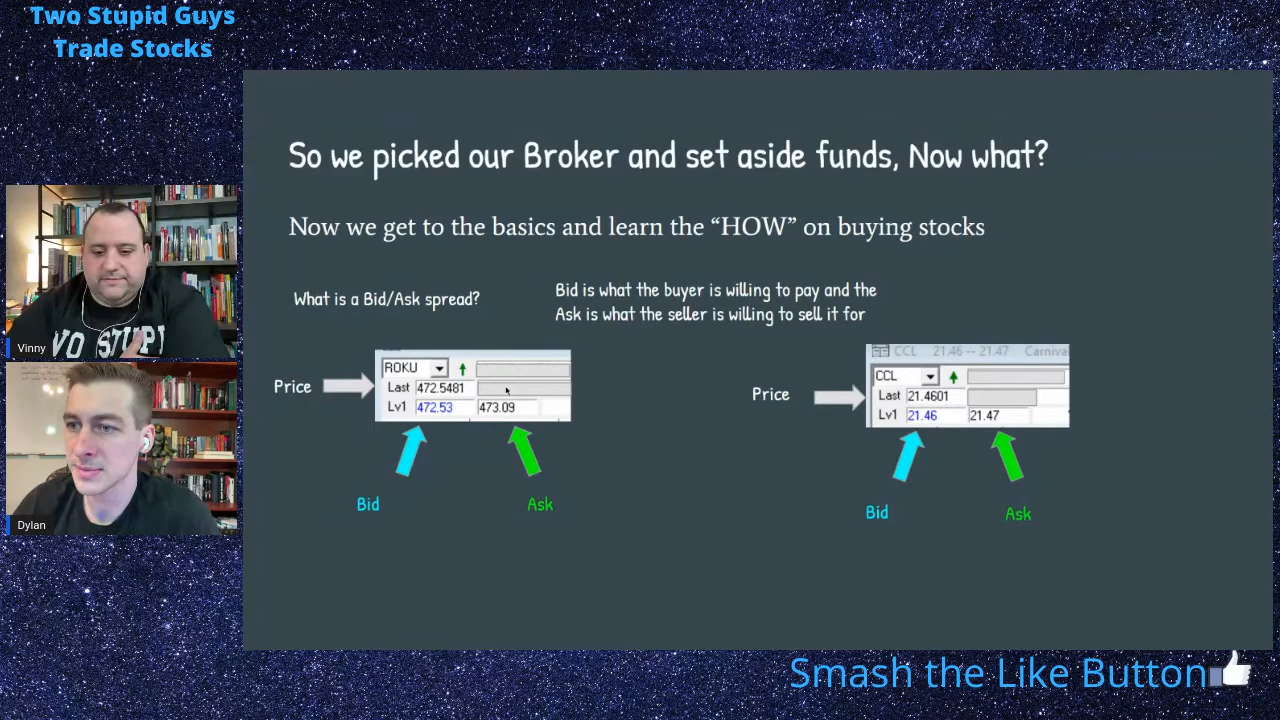 Two Stupid Guys
Trade Stocks
So we picked our Broker and set aside funds, Now what?
Now we get to the basics and learn the “HOW” on buying stocks
What is a Bid/Ask spread?
Bid is what the buyer is willing to pay and the
Ask is what the seller is willing to sell it for
Price
ROKU
Last 472.5481
Lv1 472.53 473.09
Bid
Ask
Price
CCL 21.46 -- 21.47 Carnival
CCL
Last 21.4601
Lv1 21.46 21.47
Bid
Ask
Vinny
Dylan
Smash the Like Button